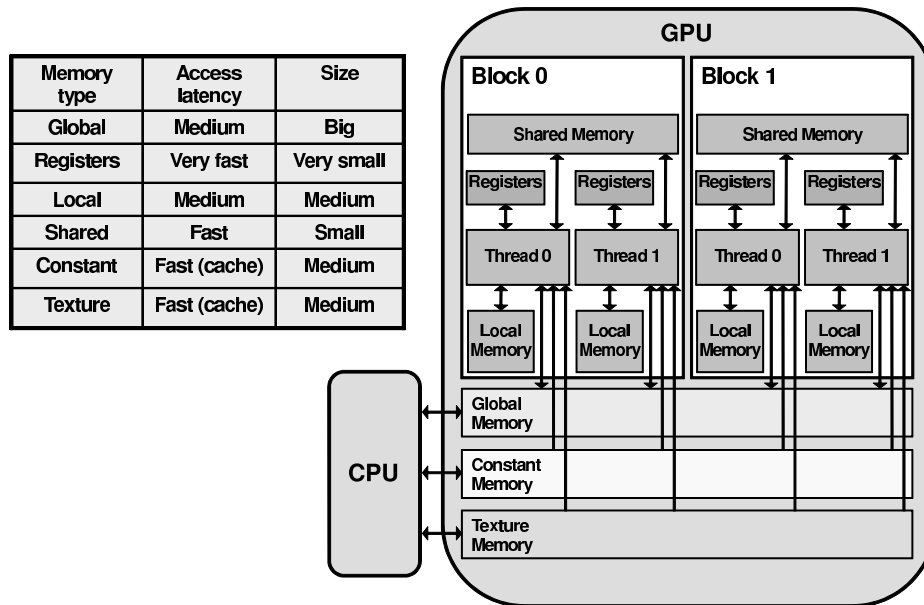 Memory type Access latency Size
Global Medium Big
Registers Very fast Very small
Local Medium Medium
Shared Fast Small
Constant Fast (cache) Medium
Texture Fast (cache) Medium
GPU
Block 0
Shared Memory
Registers Registers
Thread 0 Thread 1
Local Memory Local Memory
Block 1
Shared Memory
Registers Registers
Thread 0 Thread 1
Local Memory Local Memory
CPU
Global
Memory
Constant
Memory
Texture
Memory